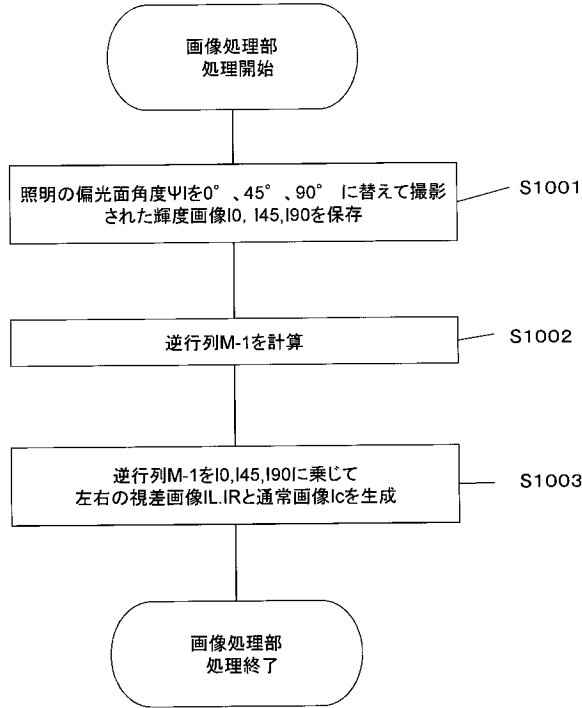 画像処理部
処理開始
照明の偏光面角度ΨIを0°、45°、90° に替えて撮影
された輝度画像I0, I45,I90を保存
S1001
逆行列M-1を計算
S1002
逆行列M-1をI0,I45,I90に乗じて
左右の視差画像IL.IRと通常画像Icを生成
S1003
画像処理部
処理終了